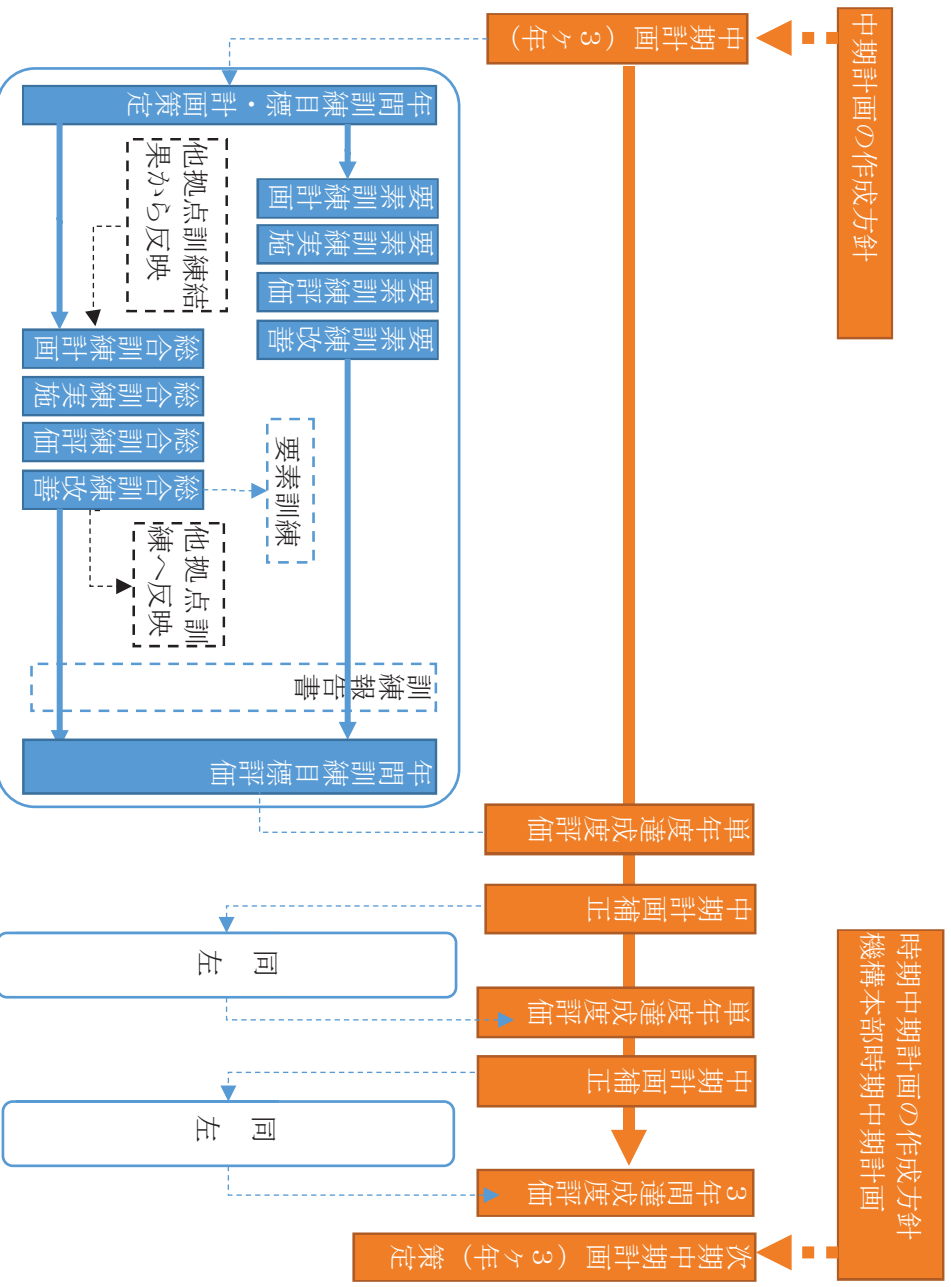 中期計画の作成方針
時期中期計画の作成方針
機構本部時期中期計画
中期計画（３ヶ年）
単年度達成度評価
中期計画補正
単年度達成度評価
中期計画補正
３年間達成度評価
次期中期計画（３ヶ年）策定
年間訓練目標・計画策定
要素訓練計画
要素訓練実施
要素訓練評価
要素訓練改善
他拠点訓練結
果から反映
総合訓練計画
総合訓練実施
総合訓練評価
総合訓練改善
要素訓練
他拠点訓
練へ反映
訓練報告書
年間訓練目標評価
同左
同左